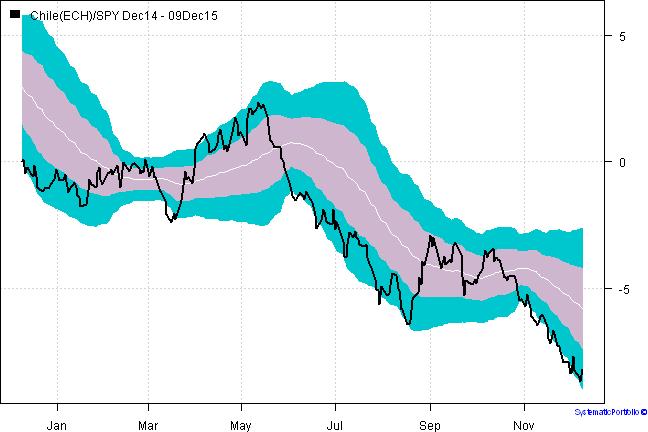 Chile(ECH)/SPY Dec14 - 09Dec15
5
0
-5
Jan Mar May Jul Sep Nov
SystematicPortfolio ©